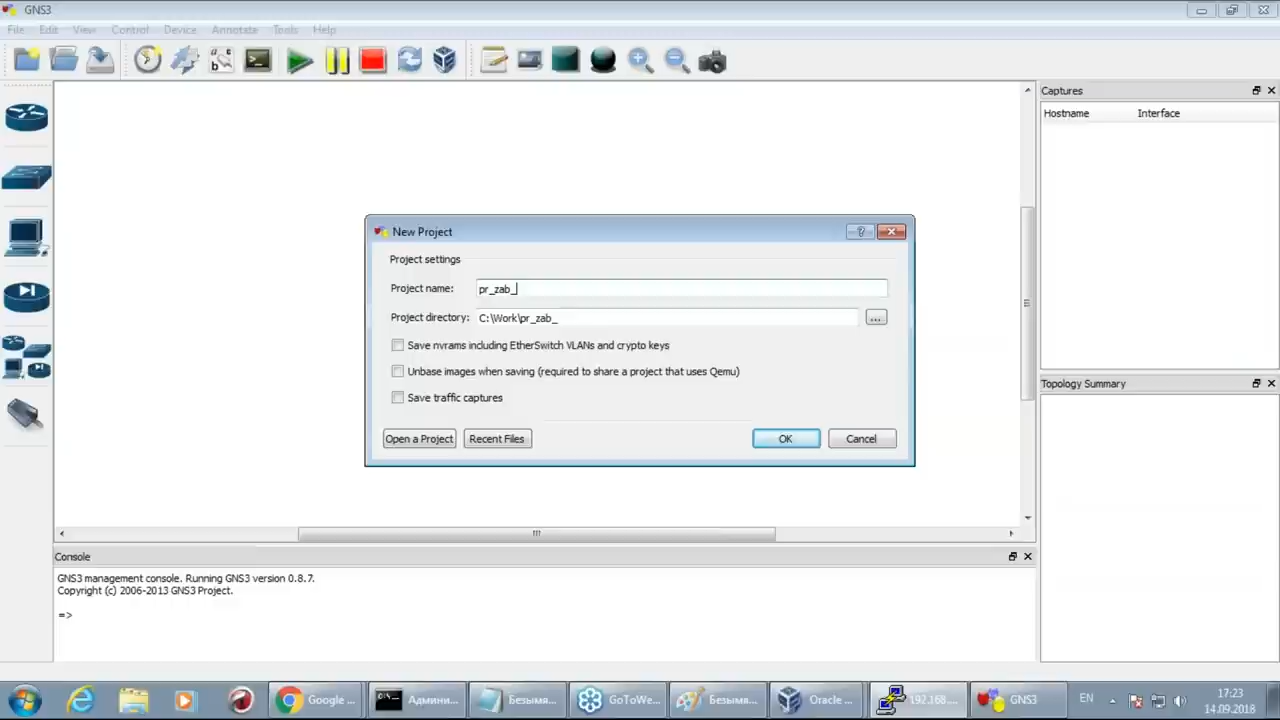 GNS3
File Edit View Control Device Annotate Tools Help
Captures
Hostname Interface
New Project
Project settings
Project name: pr_zab_
Project directory: C:\Work\pr_zab_ ...
Save nvrams including EtherSwitch VLANs and crypto keys
Unbase images when saving (required to share a project that uses Qemu)
Save traffic captures
Open a Project Recent Files OK Cancel
Topology Summary
Console
GNS3 management console. Running GNS3 version 0.8.7.
Copyright (c) 2006-2013 GNS3 Project.
=>
Google ... Админи... Безымя... GoToWe... Безымя... Oracle ... 192.168.... GNS3 EN 17:23
14.09.2018